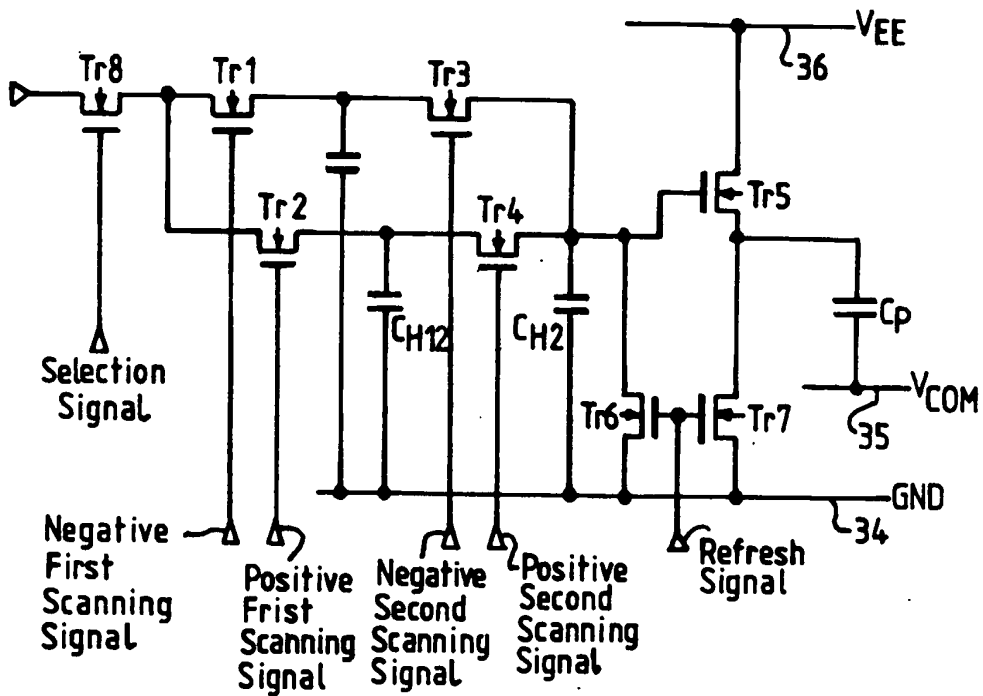 VEE
36
Tr8
Tr1
Tr3
Tr5
Tr2
Tr4
CH12
CH2
Cp
Selection
Signal
VCOM
35
Tr6
Tr7
GND
34
Negative
First
Scanning
Signal
Positive
Frist
Scanning
Signal
Negative
Second
Scanning
Signal
Positive
Second
Scanning
Signal
Refresh
Signal